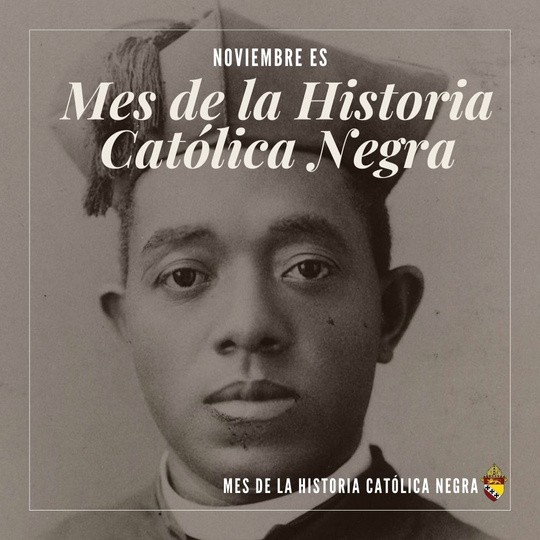 NOVIEMBRE ES
Mes de la Historia
Católica Negra
MES DE LA HISTORIA CATÓLICA NEGRA